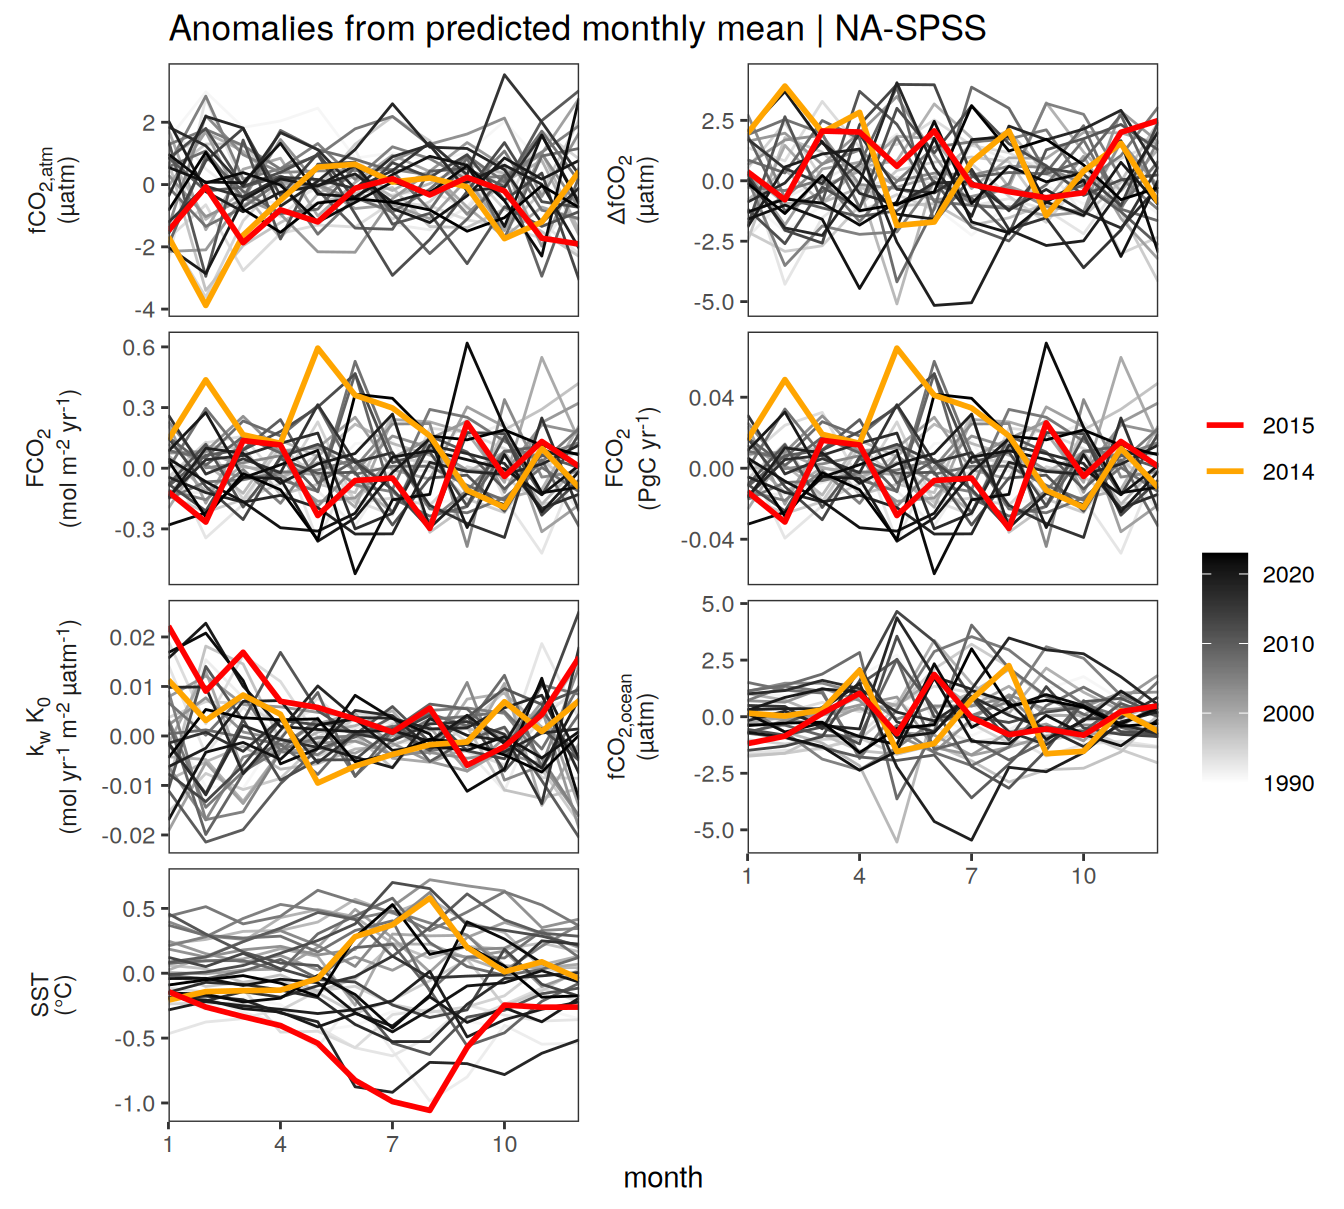 Anomalies from predicted monthly mean | NA-SPSS
fCO2,atm
(µatm)
2
0
-2
-4
ΔfCO2
(µatm)
2.5
0.0
-2.5
-5.0
FCO2
(mol m-2 yr-1)
0.6
0.3
0.0
-0.3
FCO2
(PgC yr-1)
0.04
0.00
-0.04
kw K0
(mol yr-1 m-2 µatm-1)
0.02
0.01
0.00
-0.01
-0.02
fCO2,ocean
(µatm)
5.0
2.5
0.0
-2.5
-5.0
1 4 7 10
SST
(°C)
0.5
0.0
-0.5
-1.0
1 4 7 10
month
2015
2014
2020
2010
2000
1990